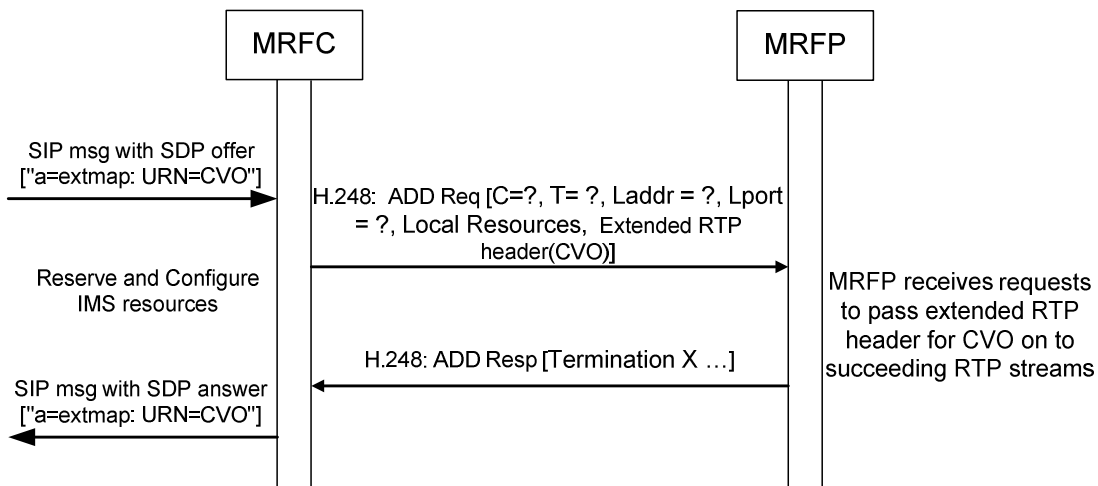 MRFC
MRFP
SIP msg with SDP offer
["a=extmap: URN=CVO"]
H.248: ADD Req [C=?, T= ?, Laddr = ?, Lport
= ?, Local Resources, Extended RTP
header(CVO)]
Reserve and Configure
IMS resources
MRFP receives requests
to pass extended RTP
header for CVO on to
succeeding RTP streams
H.248: ADD Resp [Termination X ...]
SIP msg with SDP answer
["a=extmap: URN=CVO"]